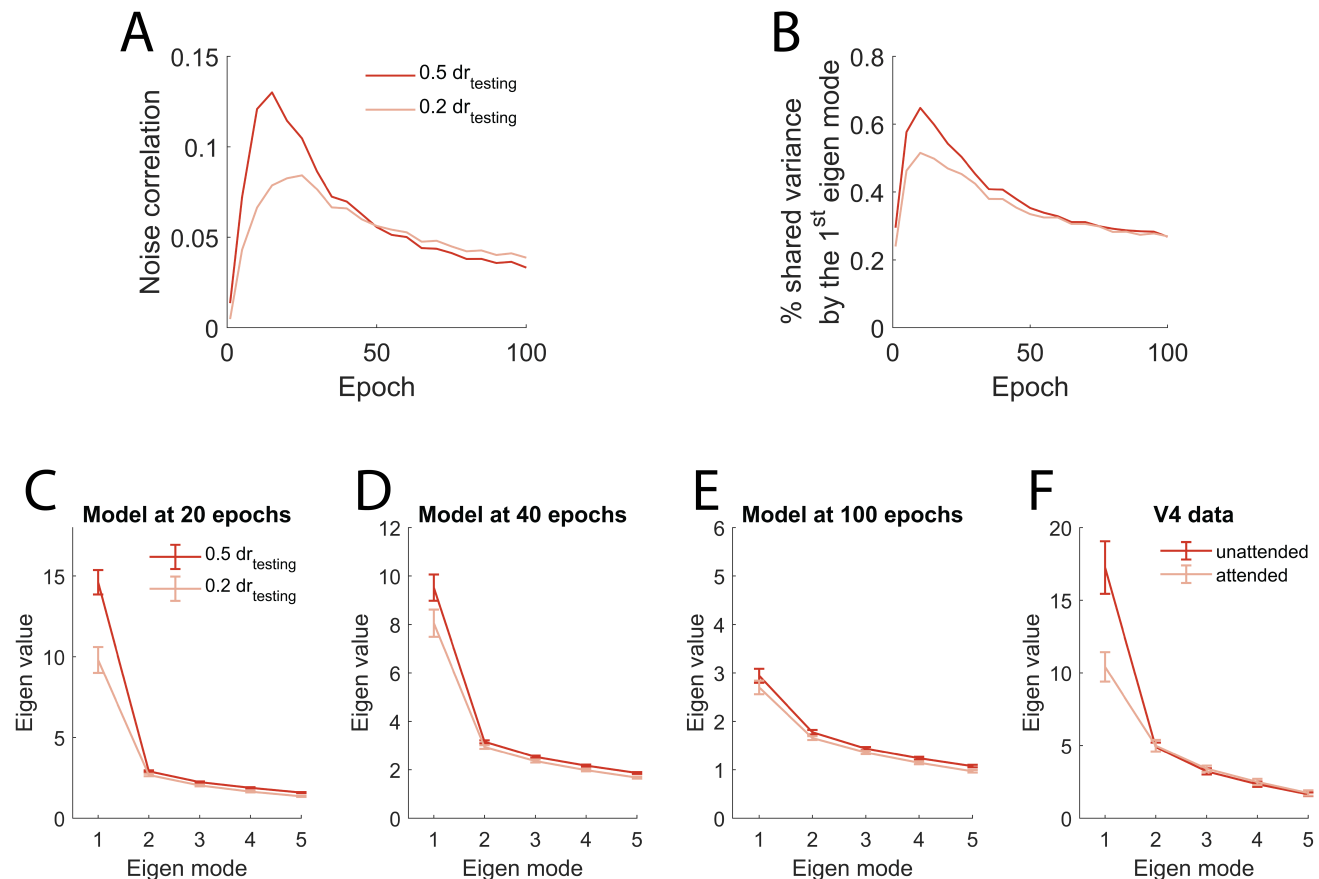 A
0.15
0.1
0.05
0
Noise correlation
0.5 dr_testing
0.2 dr_testing
0 50 100
Epoch
B
0.8
0.6
0.4
0.2
0
% shared variance
by the 1st eigen mode
0 50 100
Epoch
C
Model at 20 epochs
15
10
5
0
Eigen value
0.5 dr_testing
0.2 dr_testing
1 2 3 4 5
Eigen mode
D
Model at 40 epochs
12
10
8
6
4
2
0
Eigen value
1 2 3 4 5
Eigen mode
E
Model at 100 epochs
6
5
4
3
2
1
0
Eigen value
1 2 3 4 5
Eigen mode
F
V4 data
20
15
10
5
0
Eigen value
unattended
attended
1 2 3 4 5
Eigen mode